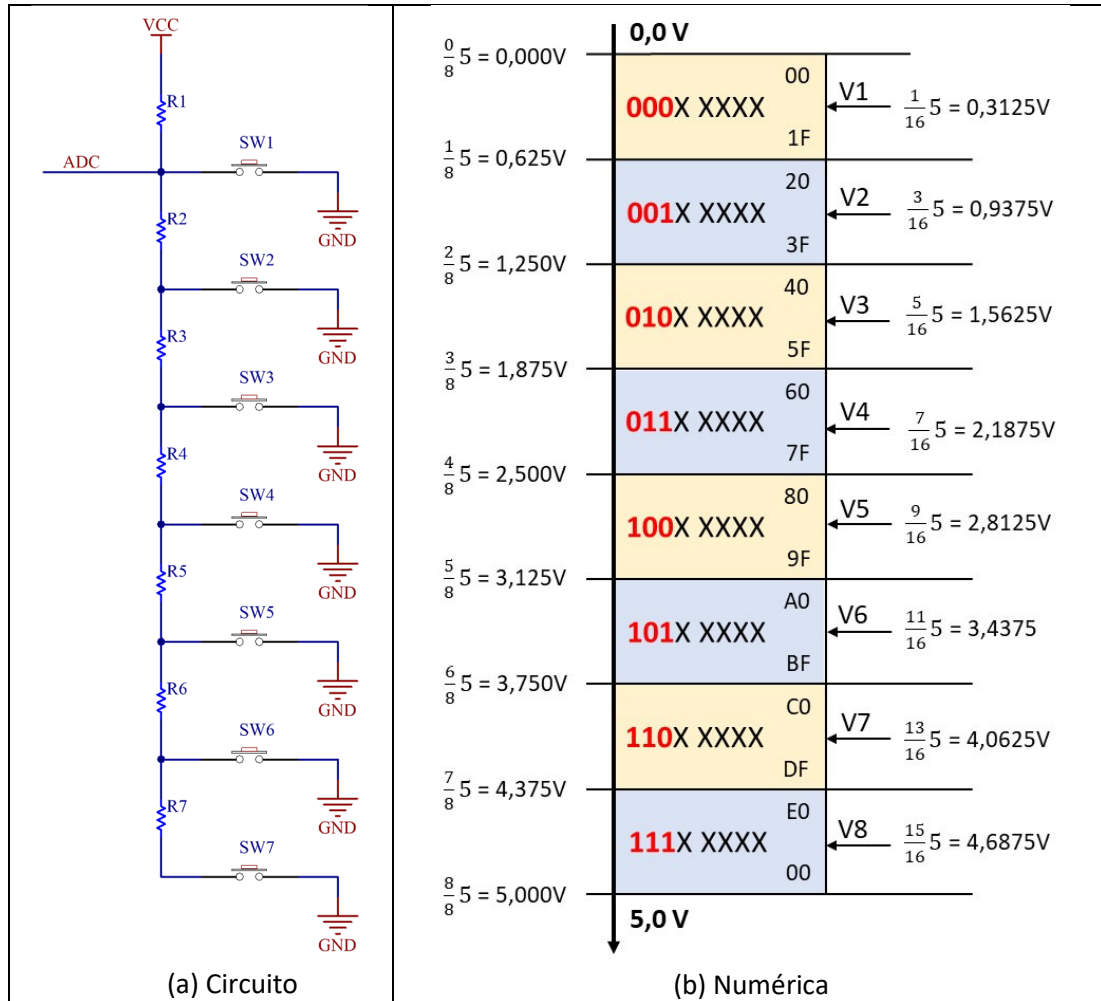 VCC
R1
ADC
SW1
GND
R2
SW2
GND
R3
SW3
GND
R4
SW4
GND
R5
SW5
GND
R6
SW6
GND
R7
SW7
GND
(a) Circuito
0,0 V
0/8 5 = 0,000V
00
000X XXXX
1F
V1
1/16 5 = 0,3125V
1/8 5 = 0,625V
20
001X XXXX
3F
V2
3/16 5 = 0,9375V
2/8 5 = 1,250V
40
010X XXXX
5F
V3
5/16 5 = 1,5625V
3/8 5 = 1,875V
60
011X XXXX
7F
V4
7/16 5 = 2,1875V
4/8 5 = 2,500V
80
100X XXXX
9F
V5
9/16 5 = 2,8125V
5/8 5 = 3,125V
A0
101X XXXX
BF
V6
11/16 5 = 3,4375
6/8 5 = 3,750V
C0
110X XXXX
DF
V7
13/16 5 = 4,0625V
7/8 5 = 4,375V
E0
111X XXXX
00
V8
15/16 5 = 4,6875V
8/8 5 = 5,000V
5,0 V
(b) Numérica